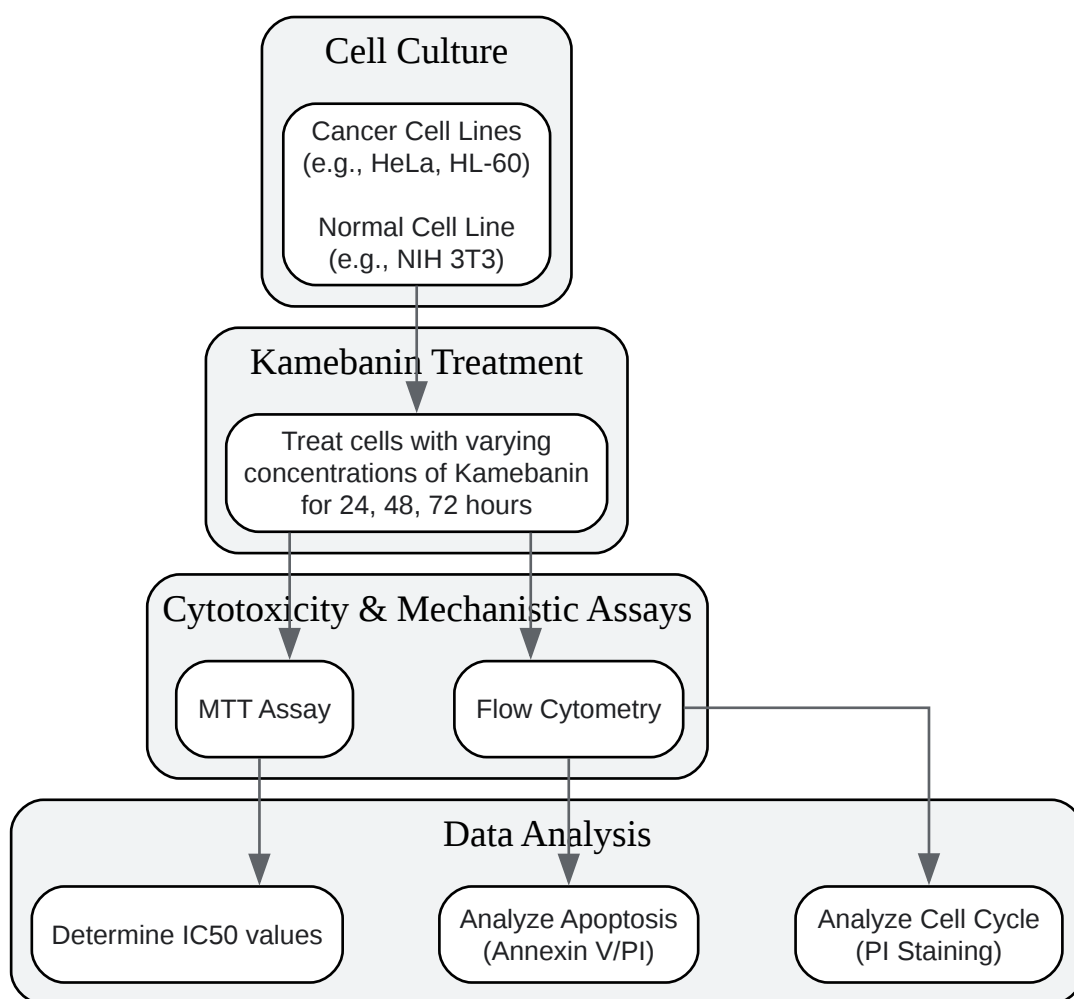 Cell Culture
Cancer Cell Lines
(e.g., HeLa, HL-60)
Normal Cell Line
(e.g., NIH 3T3)
Kamebanin Treatment
Treat cells with varying
concentrations of Kamebanin
for 24, 48, 72 hours
Cytotoxicity & Mechanistic Assays
MTT Assay
Flow Cytometry
Data Analysis
Determine IC50 values
Analyze Apoptosis
(Annexin V/PI)
Analyze Cell Cycle
(PI Staining)